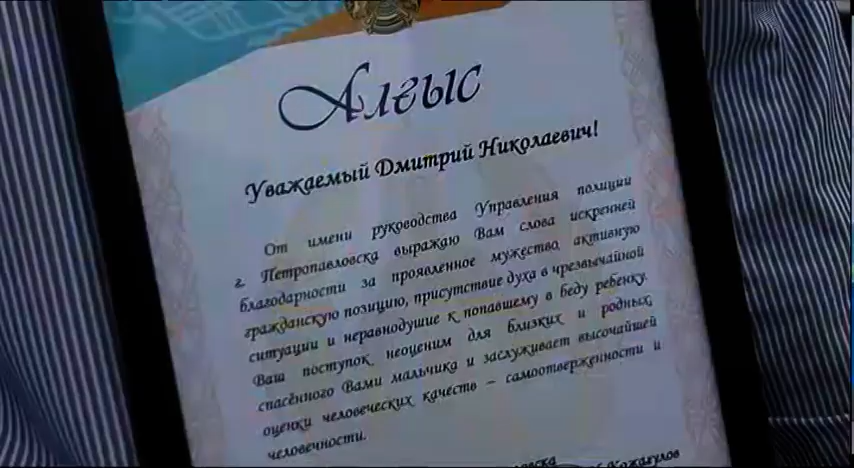 Алғыс
Уважаемый Дмитрий Николаевич!
От имени руководства Управления полиции
г. Петропавловска выражаю Вам слова искренней
благодарности за проявленное мужество, активную
гражданскую позицию, присутствие духа в чрезвычайной
ситуации и неравнодушие к попавшему в беду ребенку.
Ваш поступок неоценим для близких и родных
спасённого Вами мальчика и заслуживает высочайшей
оценки человеческих качеств – самоотверженности и
человечности.